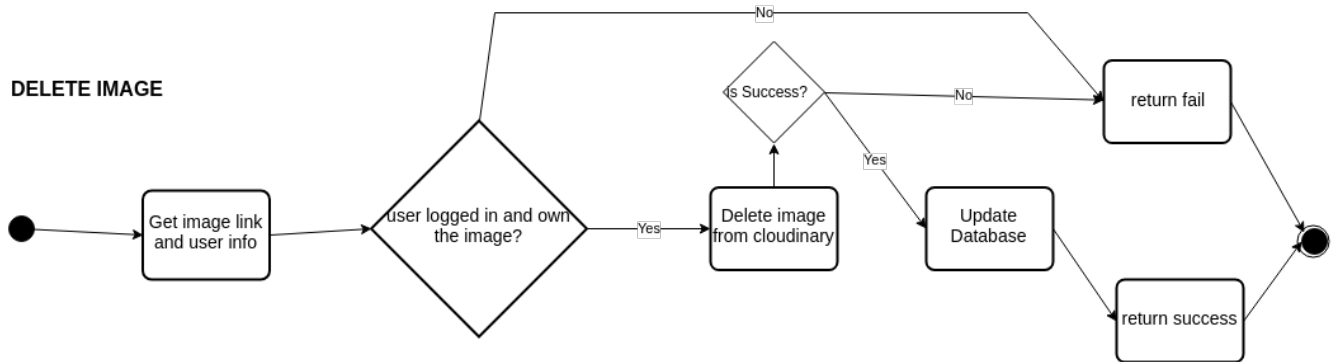 DELETE IMAGE
Get image link
and user info
user logged in and own
the image?
No
Yes
Delete image
from cloudinary
Is Success?
No
Yes
Update
Database
return fail
return success